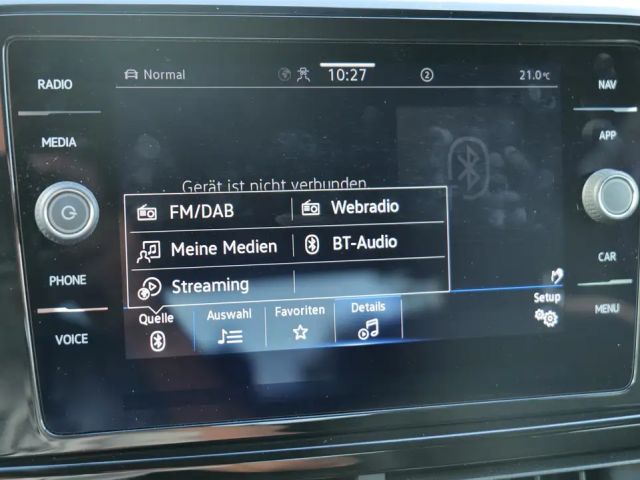 RADIO
MEDIA
PHONE
VOICE
Normal
10:27
2
21.0°C
Gerät ist nicht verbunden
FM/DAB
Webradio
Meine Medien
BT-Audio
Streaming
Quelle
Auswahl
Favoriten
Details
Setup
NAV
APP
CAR
MENU